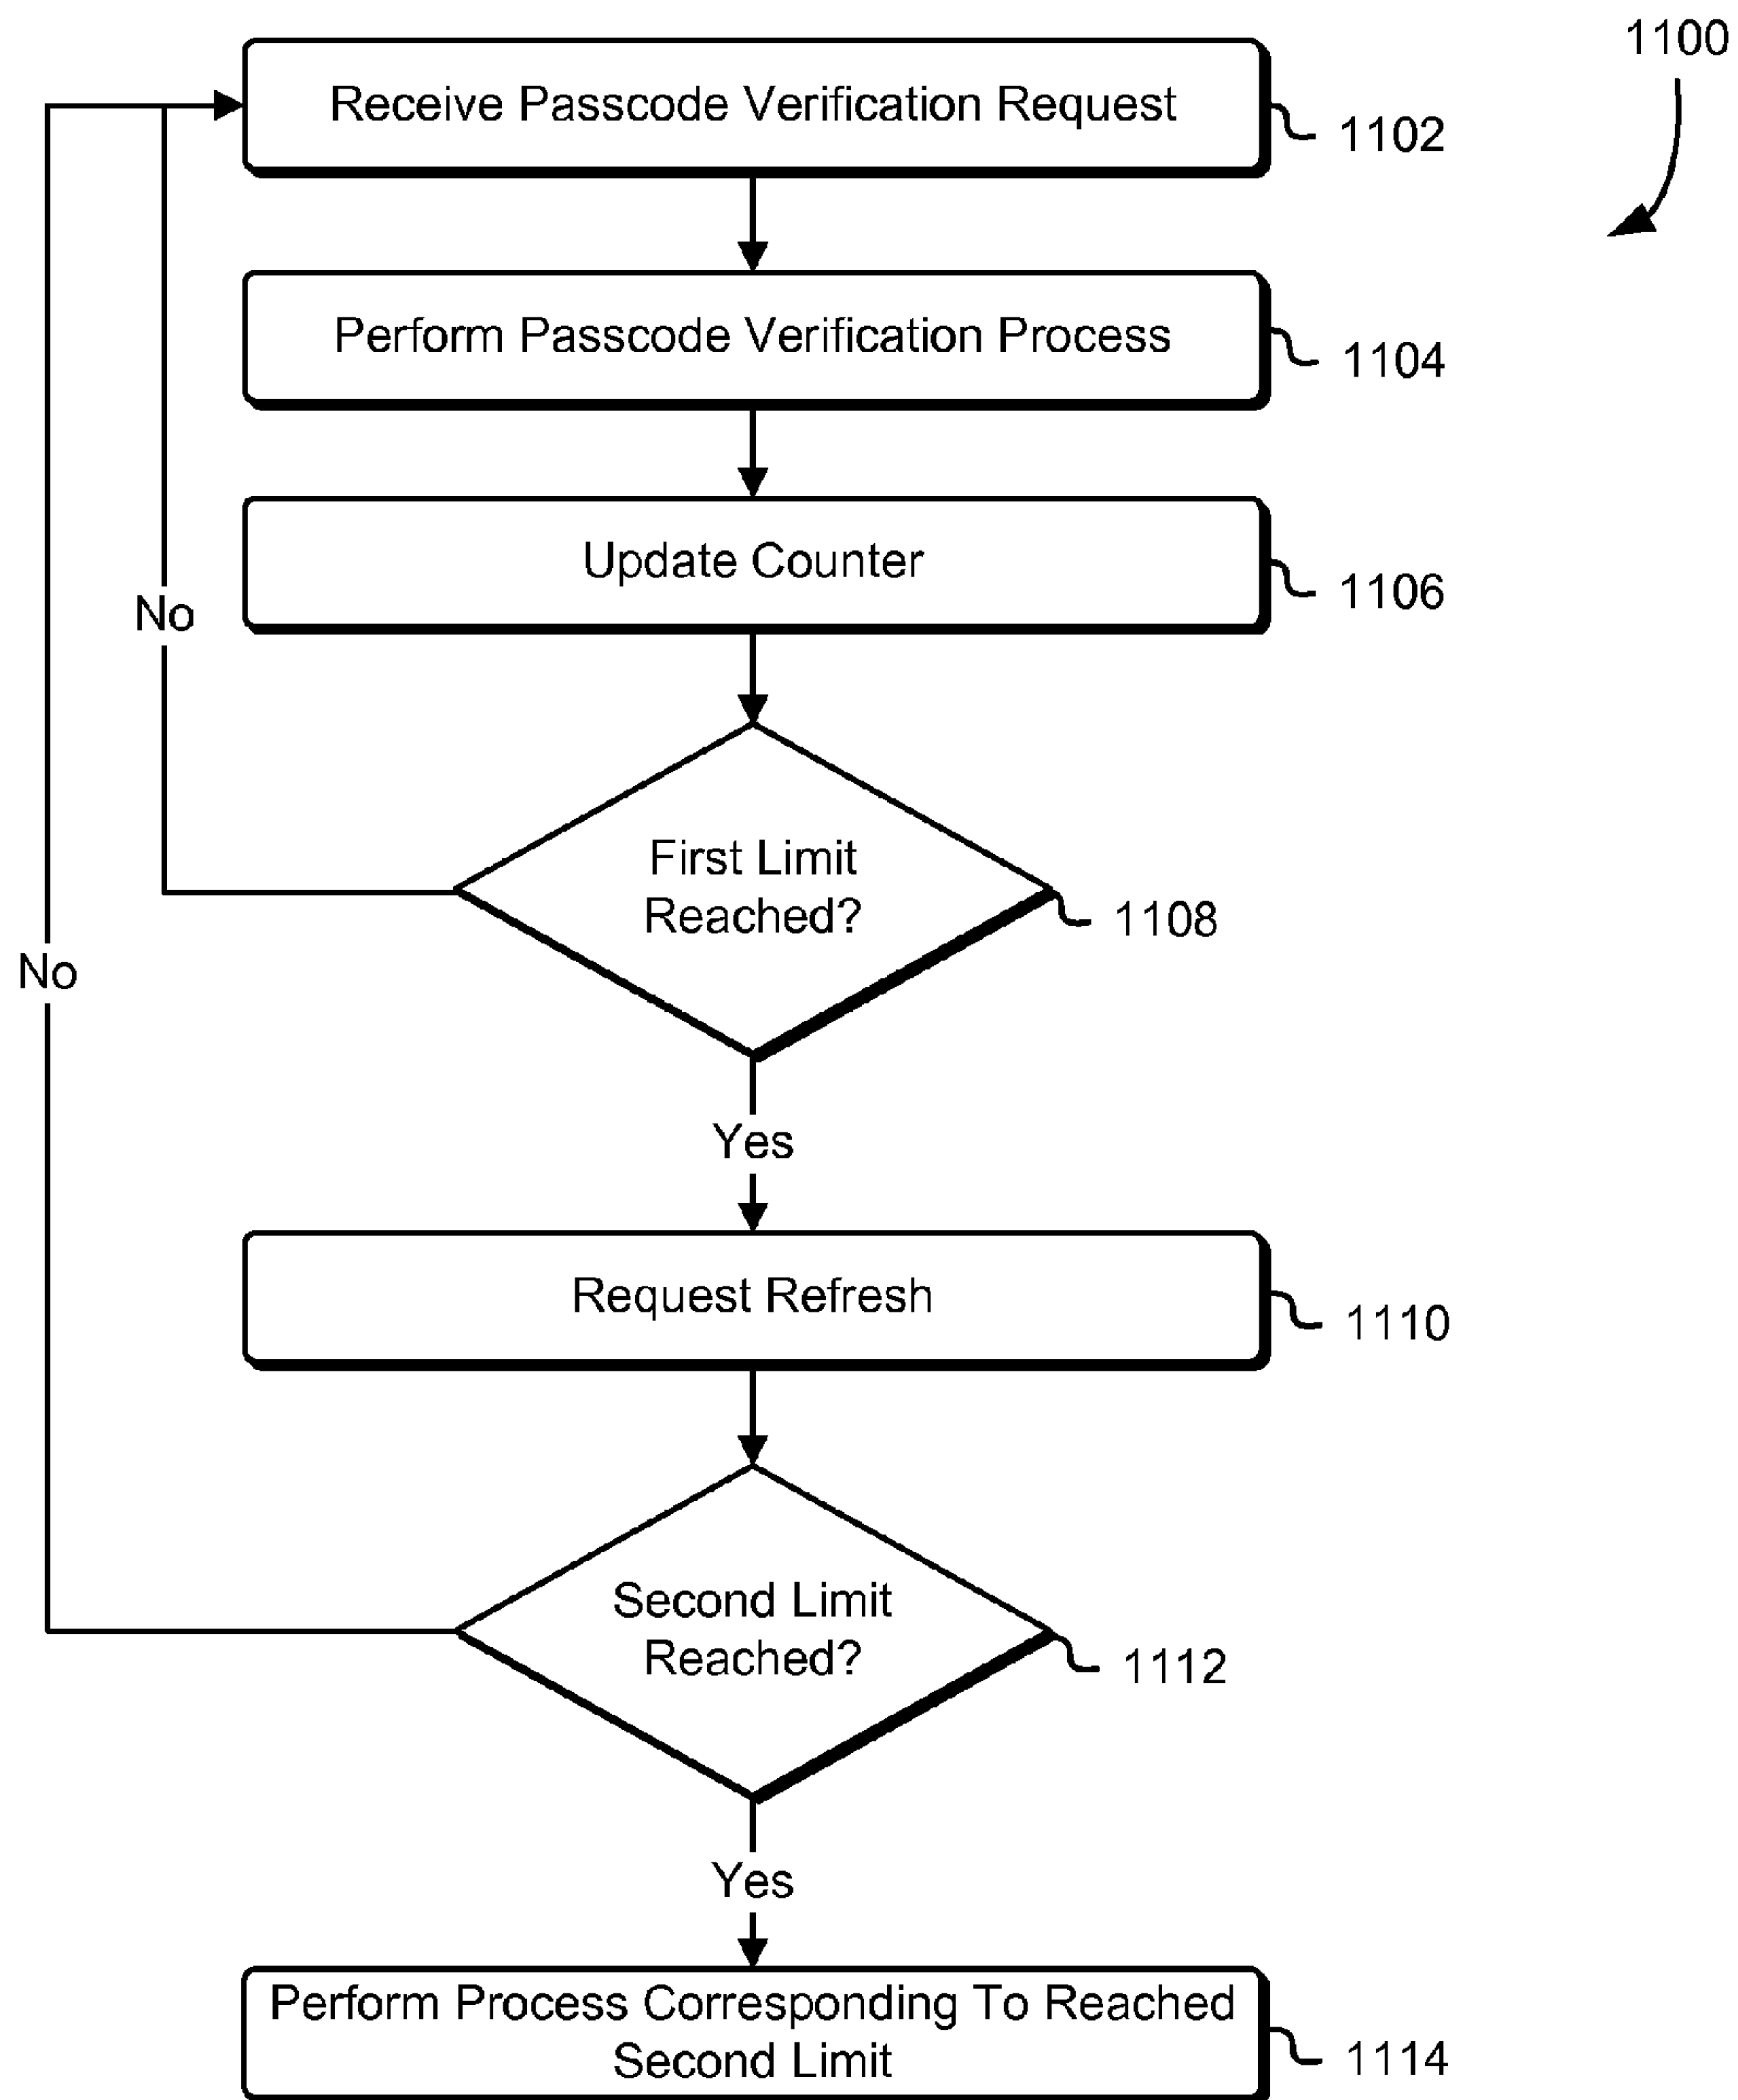 1100
Receive Passcode Verification Request
1102
Perform Passcode Verification Process
1104
Update Counter
1106
No
First Limit
Reached?
1108
No
Yes
Request Refresh
1110
Second Limit
Reached?
1112
Yes
Perform Process Corresponding To Reached
Second Limit
1114